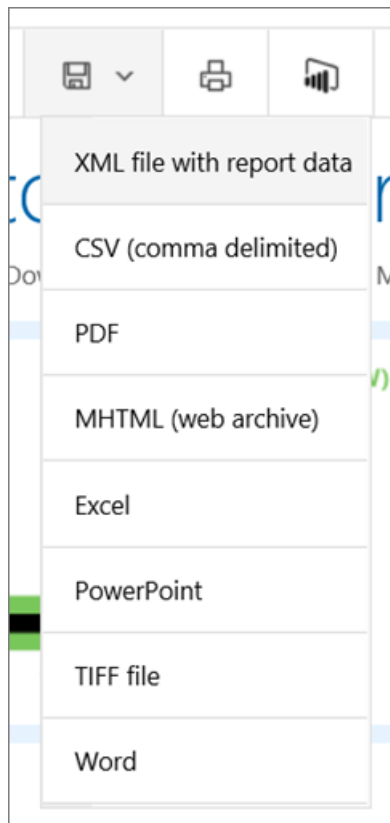 XML file with report data
CSV (comma delimited)
PDF
MHTML (web archive)
Excel
PowerPoint
TIFF file
Word